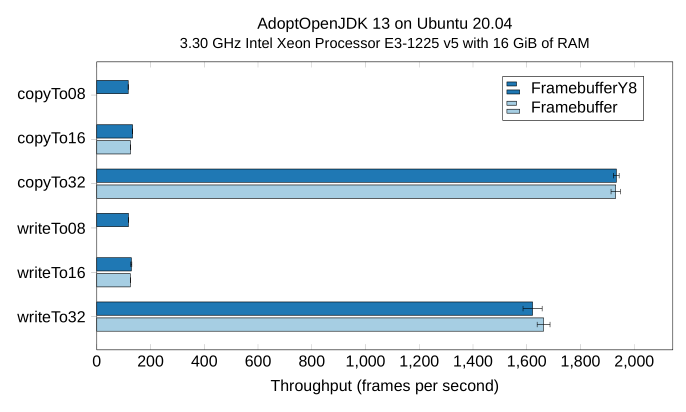 AdoptOpenJDK 13 on Ubuntu 20.04
3.30 GHz Intel Xeon Processor E3-1225 v5 with 16 GiB of RAM
FramebufferY8
Framebuffer
copyTo08
copyTo16
copyTo32
writeTo08
writeTo16
writeTo32
0 200 400 600 800 1,000 1,200 1,400 1,600 1,800 2,000
Throughput (frames per second)